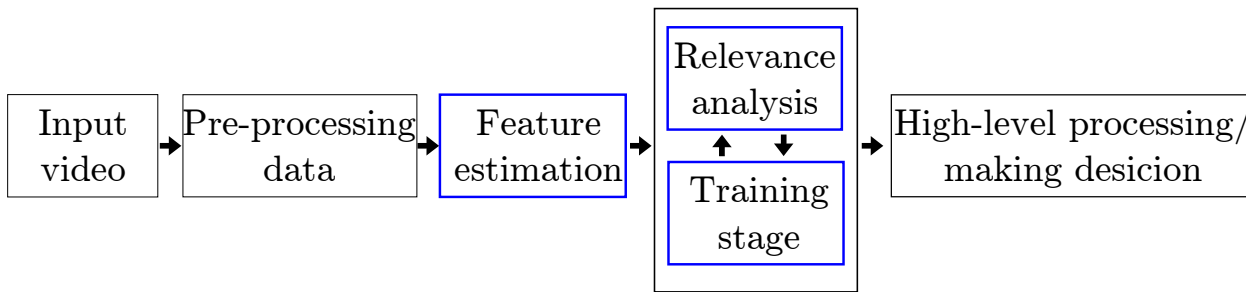 Input
video
Pre-processing
data
Feature
estimation
Relevance
analysis
Training
stage
High-level processing/
making desicion